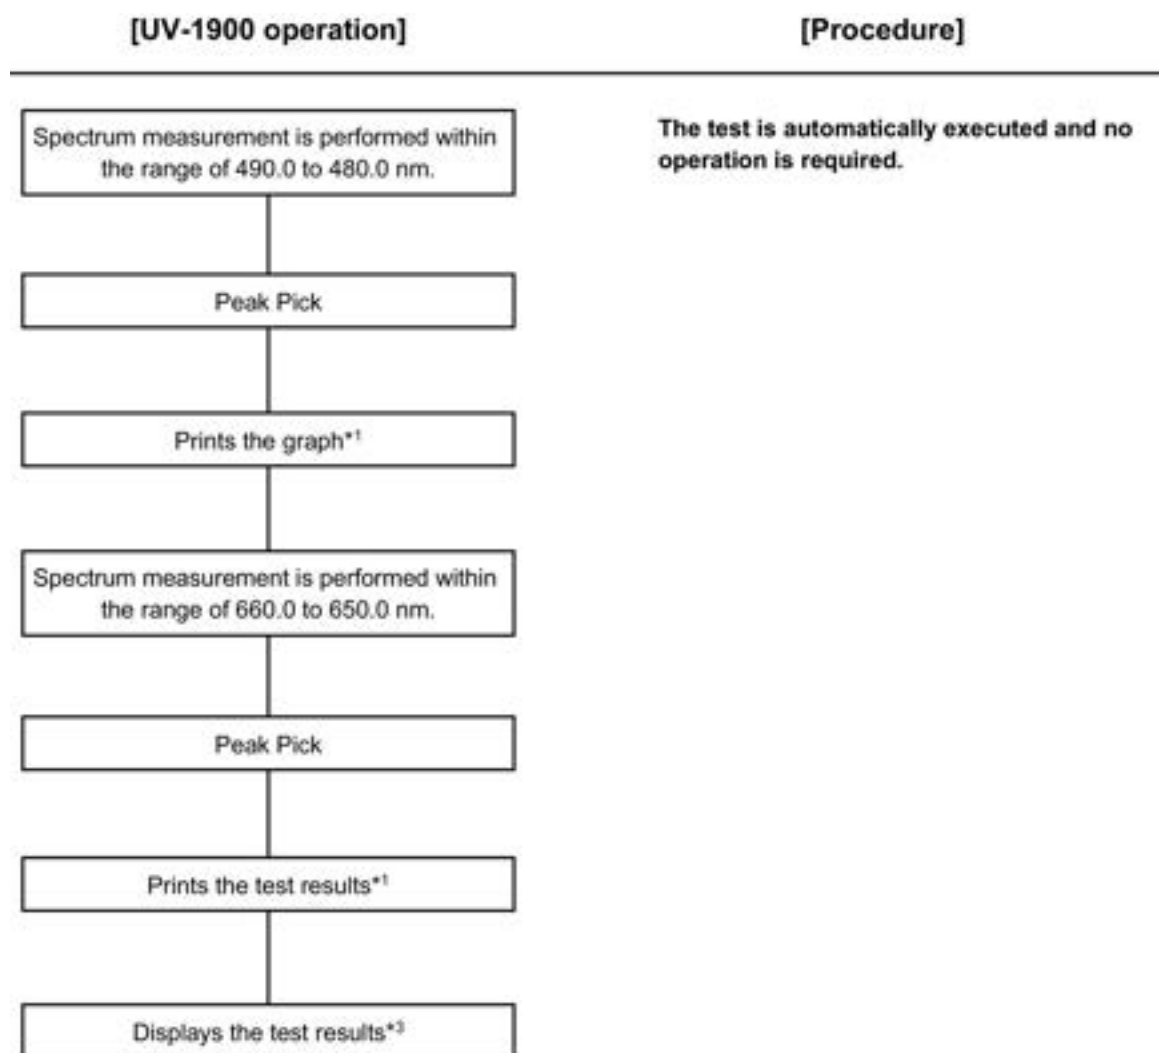 [UV-1900 operation]
[Procedure]
Spectrum measurement is performed within
the range of 490.0 to 480.0 nm.
The test is automatically executed and no
operation is required.
Peak Pick
Prints the graph*1
Spectrum measurement is performed within
the range of 660.0 to 650.0 nm.
Peak Pick
Prints the test results*1
Displays the test results*3